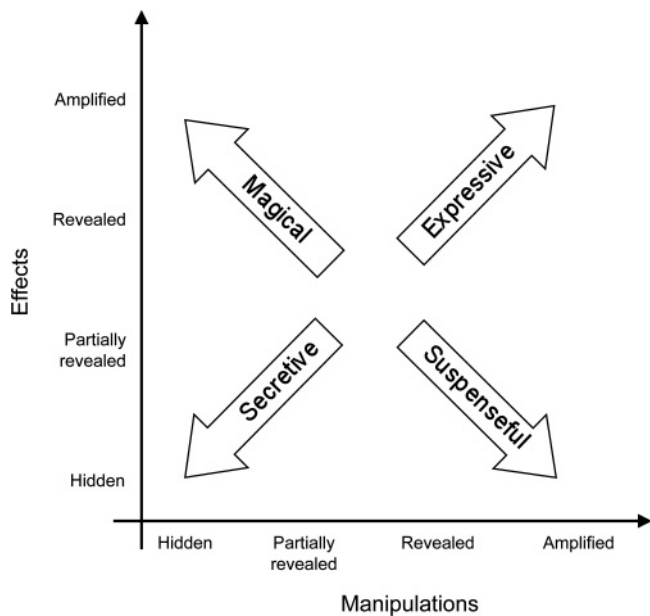 Amplified
Magical
Expressive
Revealed
Effects
Partially
revealed
Secretive
Suspenseful
Hidden
Hidden
Partially
revealed
Revealed
Amplified
Manipulations